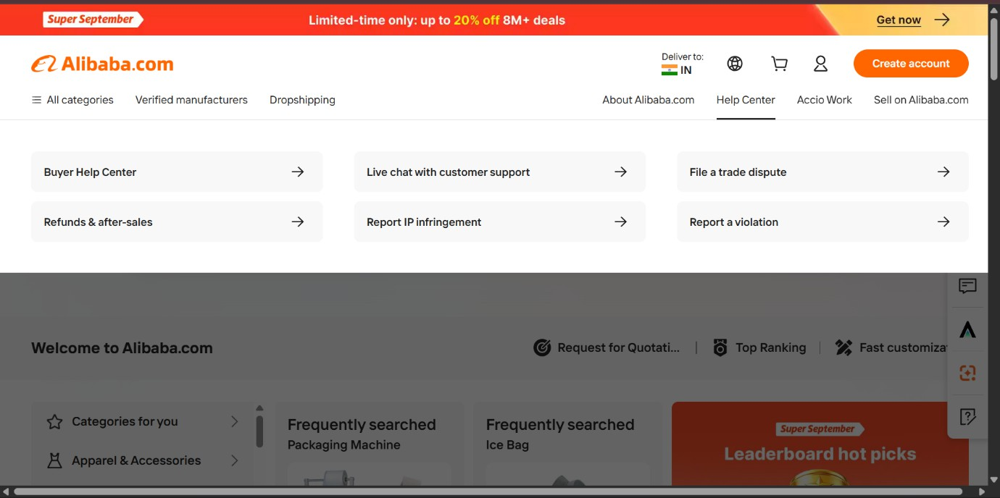 Super September
Limited-time only: up to 20% off 8M+ deals
Get now
Alibaba.com
Deliver to:
IN
Create account
All categories
Verified manufacturers
Dropshipping
About Alibaba.com
Help Center
Accio Work
Sell on Alibaba.com
Buyer Help Center
Live chat with customer support
File a trade dispute
Refunds & after-sales
Report IP infringement
Report a violation
Welcome to Alibaba.com
Request for Quotati...
Top Ranking
Fast customiza
Categories for you
Apparel & Accessories
Frequently searched
Packaging Machine
Frequently searched
Ice Bag
Super September
Leaderboard hot picks